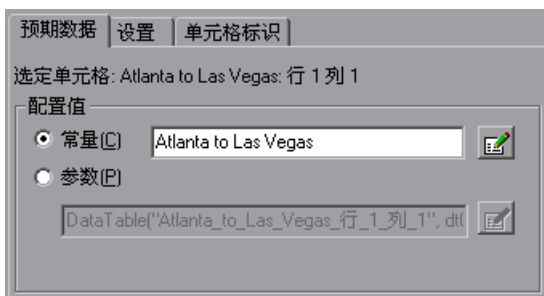 预期数据 设置 单元格标识
选定单元格: Atlanta to Las Vegas: 行 1 列 1
配置值
常量(C) Atlanta to Las Vegas
参数(P)
DataTable("Atlanta_to_Las_Vegas_行_1_列_1", dt(